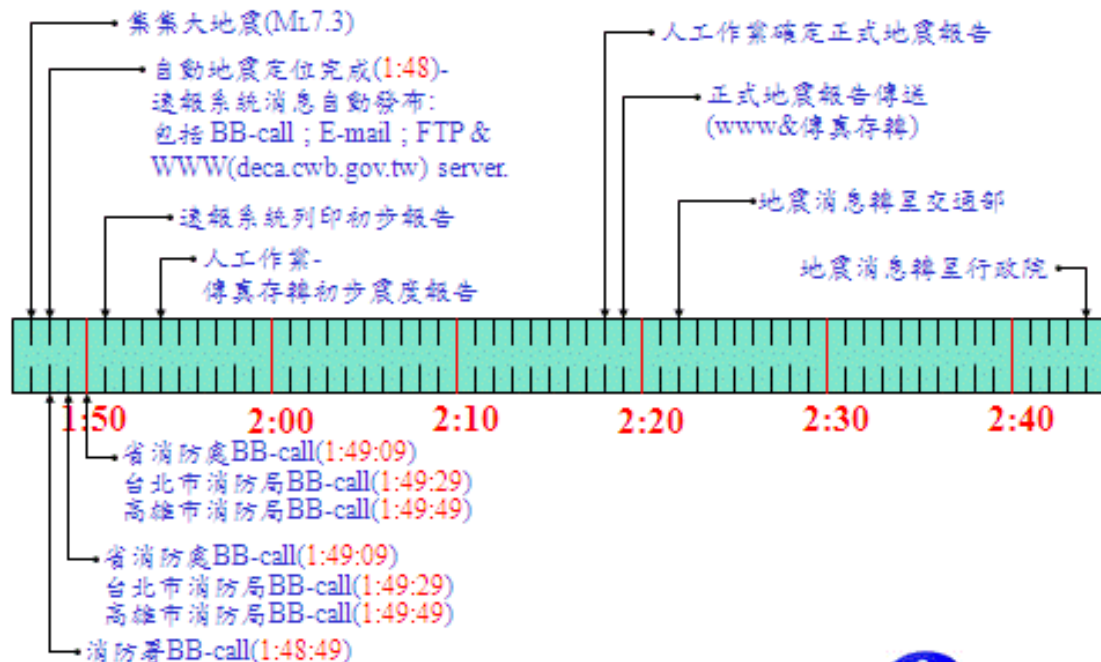 集集大地震(ML7.3)
自動地震定位完成(1:48)-
速報系統消息自動發布:
包括 BB-call ; E-mail ; FTP &
WWW(deca.cwb.gov.tw) server.
速報系統列印初步報告
人工作業-
傳真存轉初步震度報告
人工作業確定正式地震報告
正式地震報告傳送
(www&傳真存轉)
地震消息轉至交通部
地震消息轉至行政院
1:50
2:00
2:10
2:20
2:30
2:40
省消防處BB-call(1:49:09)
台北市消防局BB-call(1:49:29)
高雄市消防局BB-call(1:49:49)
省消防處BB-call(1:49:09)
台北市消防局BB-call(1:49:29)
高雄市消防局BB-call(1:49:49)
消防署BB-call(1:48:49)